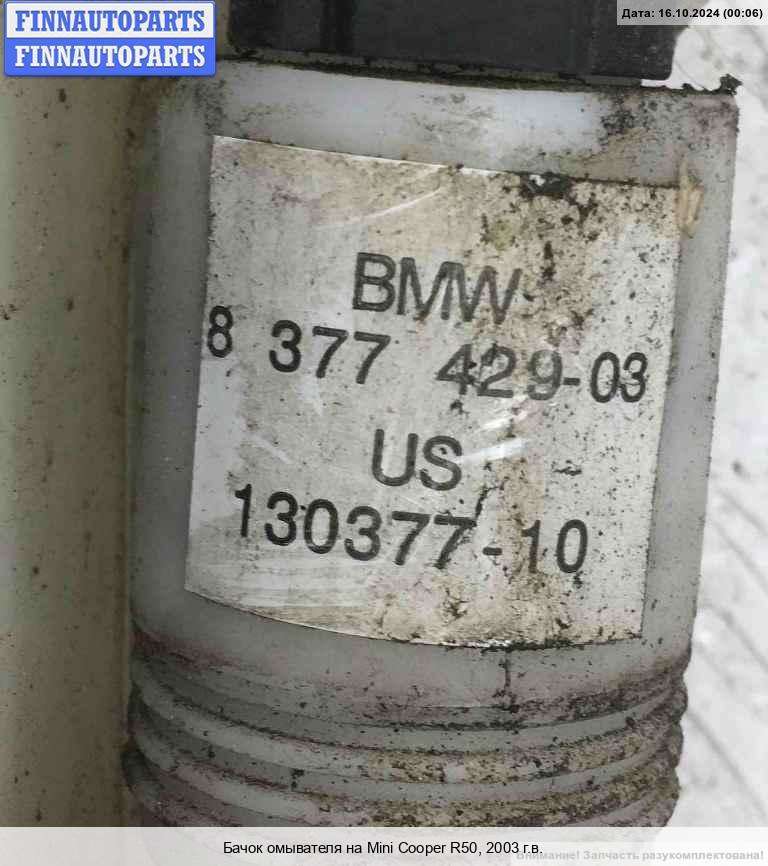 FINNAUTOPARTS
FINNAUTOPARTS
Дата: 16.10.2024 (00:06)
BMW
8 377 429-03
US
130377-10
Бачок омывателя на Mini Cooper R50, 2003 г.в.
Внимание! Запчасть разукомплектована!